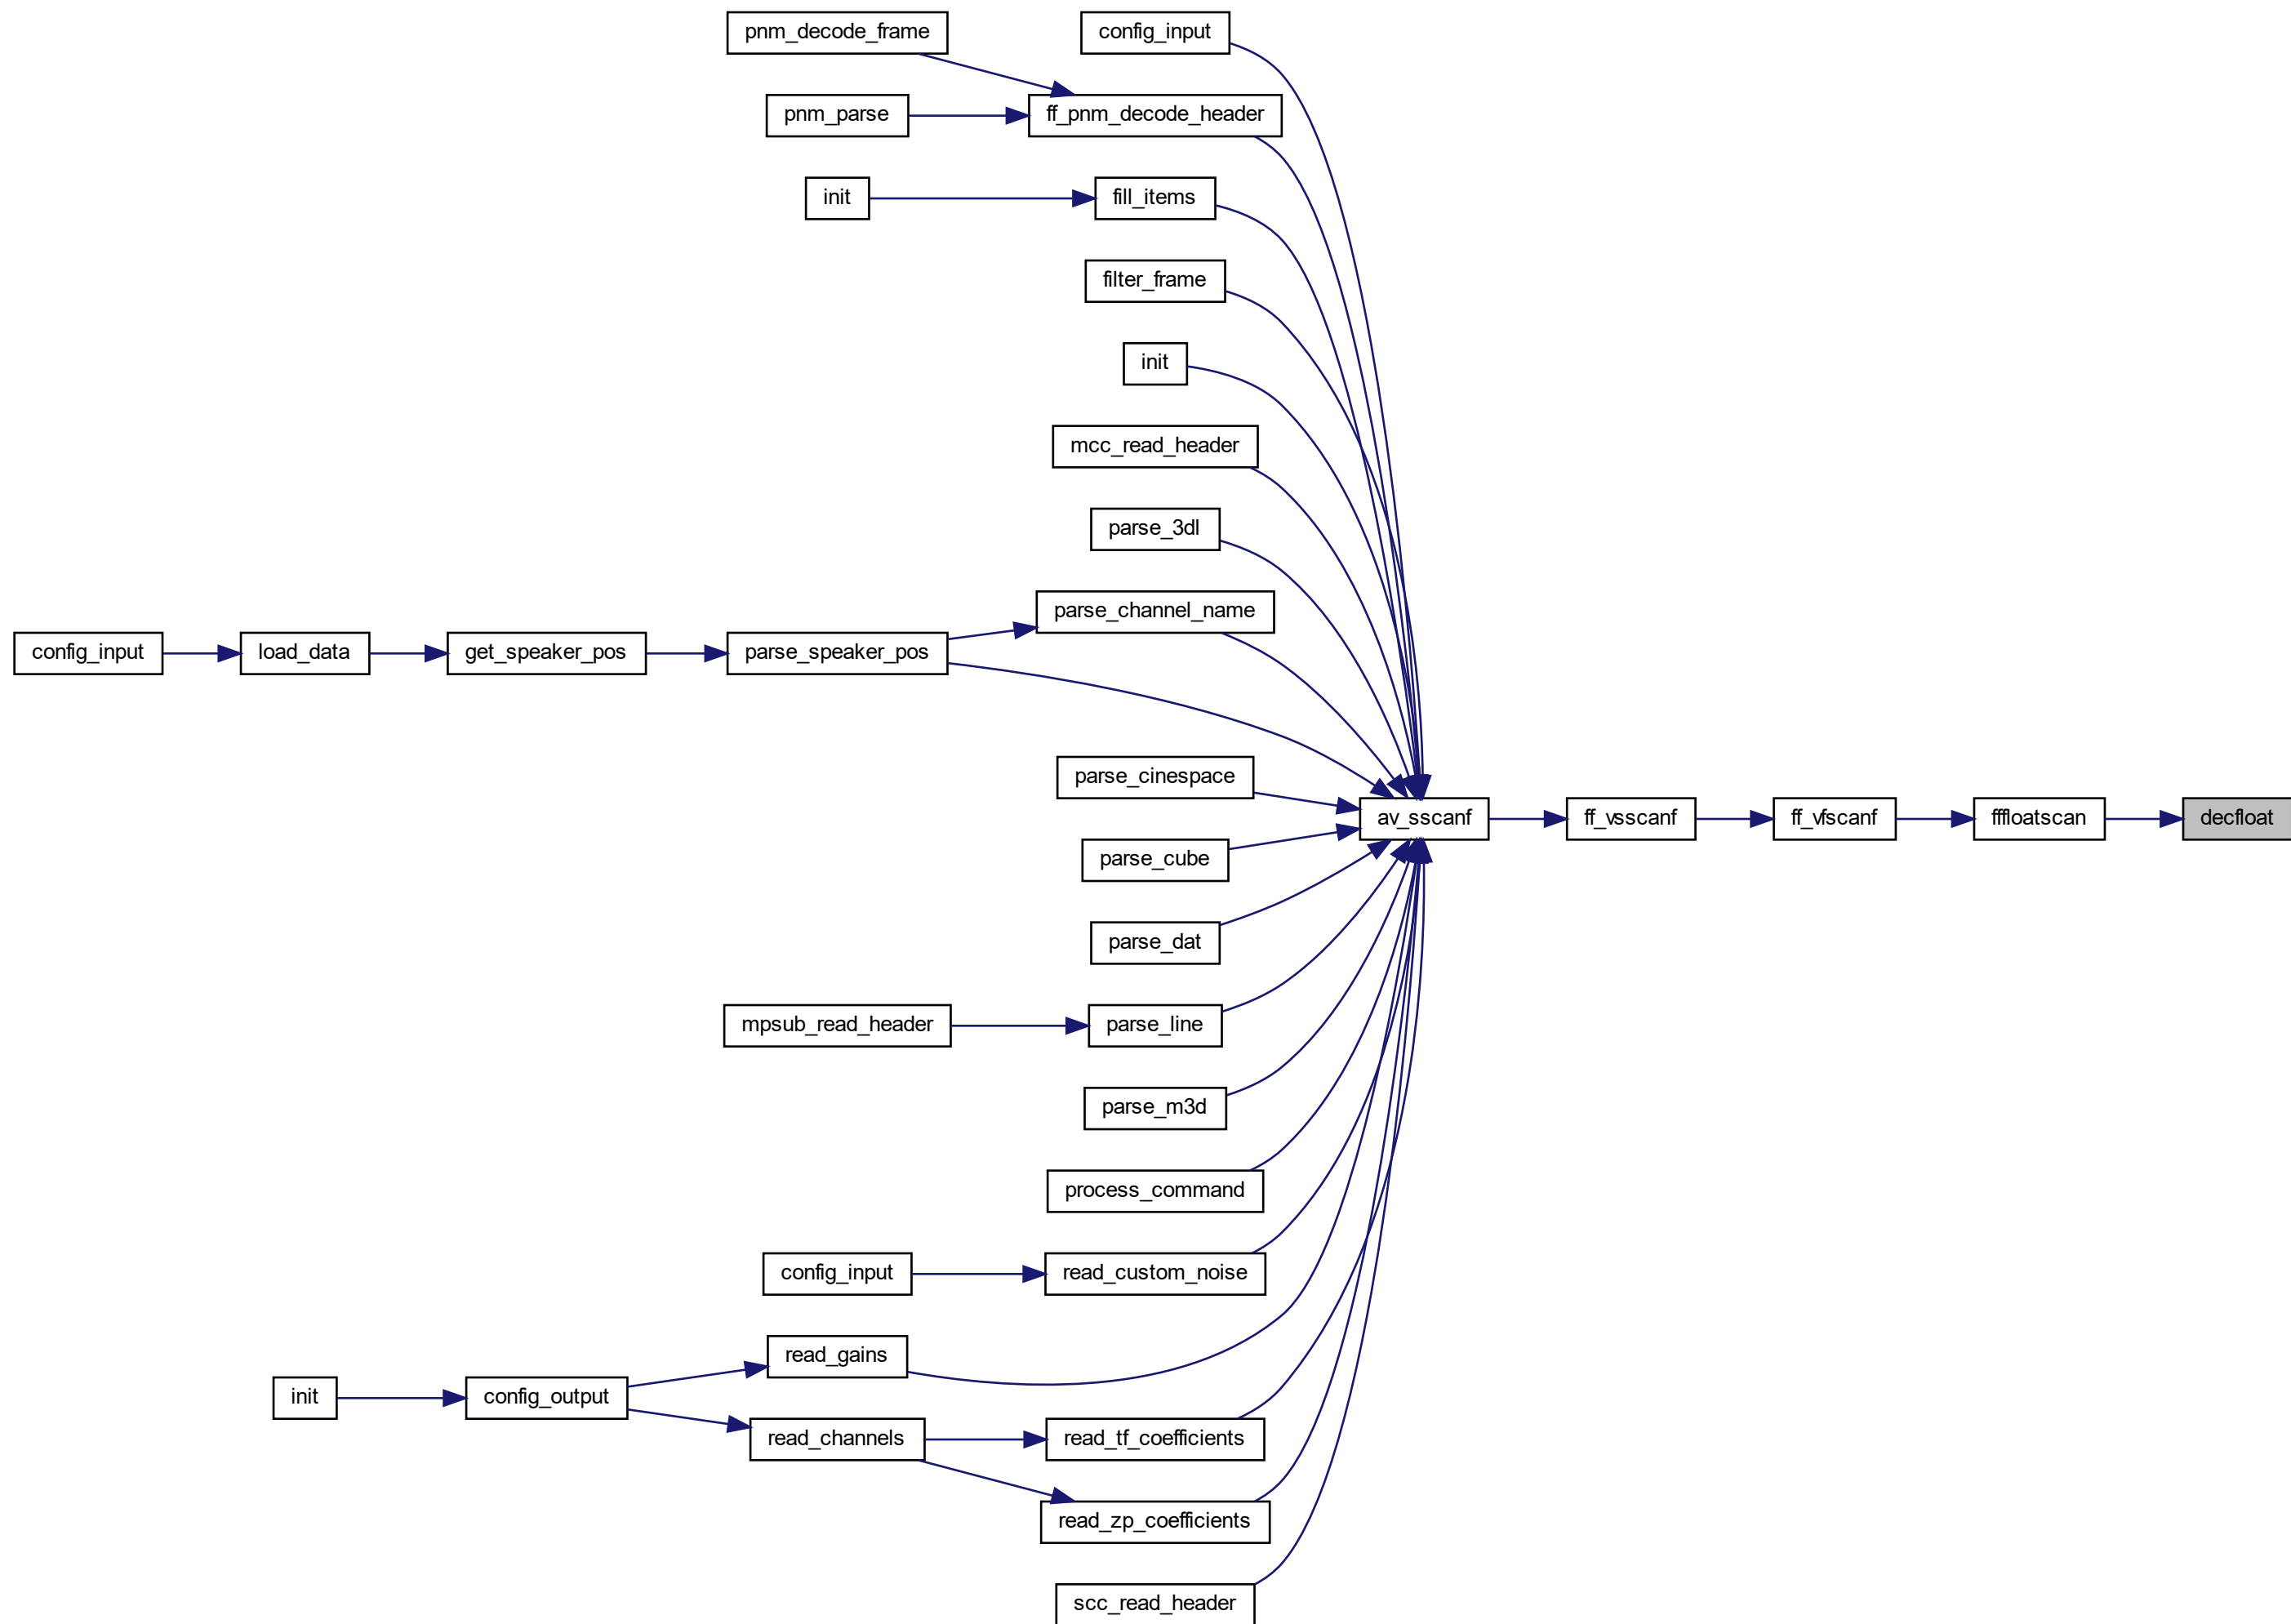 pnm_decode_frame
config_input
pnm_parse
ff_pnm_decode_header
init
fill_items
filter_frame
init
mcc_read_header
parse_3dl
parse_channel_name
config_input
load_data
get_speaker_pos
parse_speaker_pos
parse_cinespace
av_sscanf
ff_vsscanf
ff_vfscanf
fffloatscan
decfloat
parse_cube
parse_dat
mpsub_read_header
parse_line
parse_m3d
process_command
config_input
read_custom_noise
read_gains
init
config_output
read_channels
read_tf_coefficients
read_zp_coefficients
scc_read_header